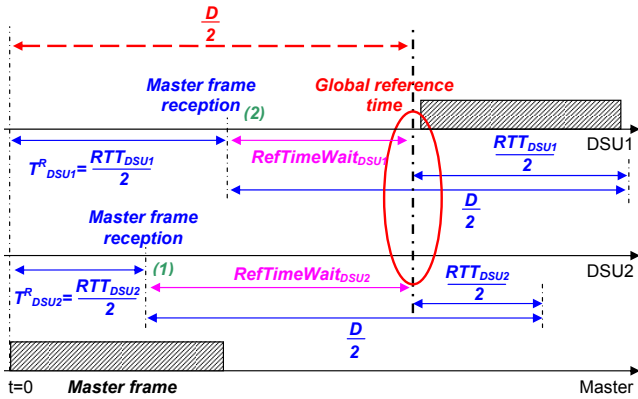 D
2
Master frame
reception (2)
Global reference
time
RefTimeWait_DSU1
DSU1
T^R_DSU1 = RTT_DSU1
2
RTT_DSU1
2
D
2
Master frame
reception
(1)
RefTimeWait_DSU2
DSU2
T^R_DSU2 = RTT_DSU2
2
RTT_DSU2
2
D
2
t=0 Master frame Master